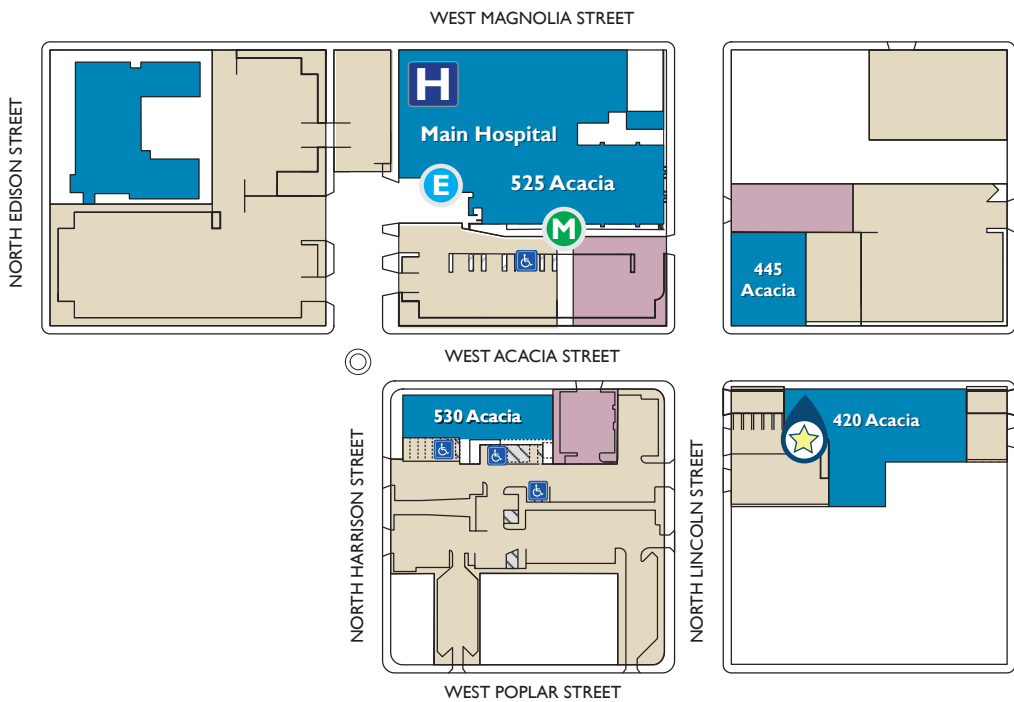 WEST MAGNOLIA STREET
NORTH EDISON STREET
H
Main Hospital
E
525 Acacia
M
445
Acacia
WEST ACACIA STREET
530 Acacia
420 Acacia
NORTH HARRISON STREET
NORTH LINCOLN STREET
WEST POPLAR STREET